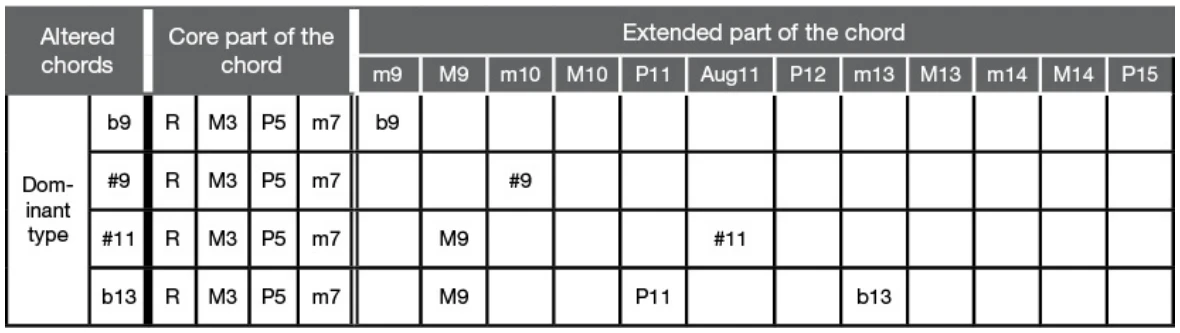 Altered chords Core part of the chord Extended part of the chord
m9 M9 m10 M10 P11 Aug11 P12 m13 M13 m14 M14 P15
Dom-
inant
type
b9 R M3 P5 m7 b9
#9 R M3 P5 m7 #9
#11 R M3 P5 m7 M9 #11
b13 R M3 P5 m7 M9 P11 b13